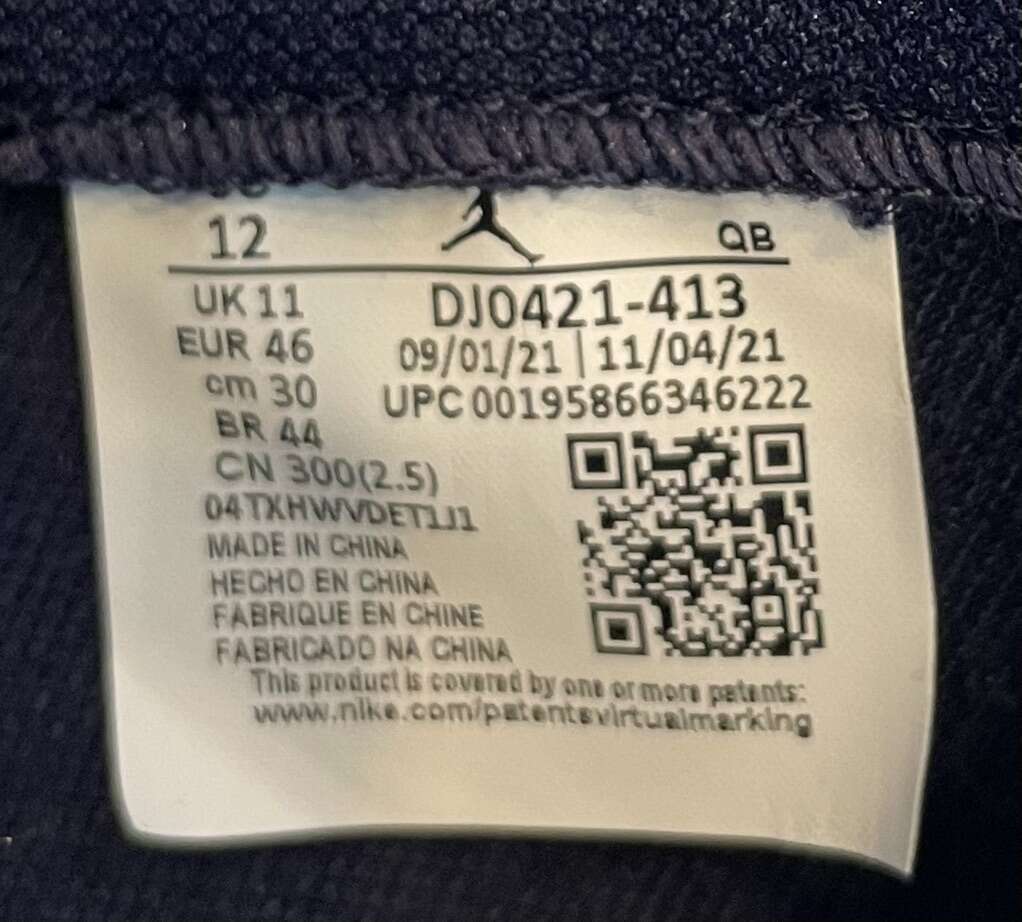 12
QB
UK 11
DJ0421-413
EUR 46
09/01/21 | 11/04/21
cm 30
UPC 00195866346222
BR 44
CN 300(2.5)
04TXHWVDET1J1
MADE IN CHINA
HECHO EN CHINA
FABRIQUE EN CHINE
FABRICADO NA CHINA
This product is covered by one or more patents:
www.nike.com/patentsvirtualmarking